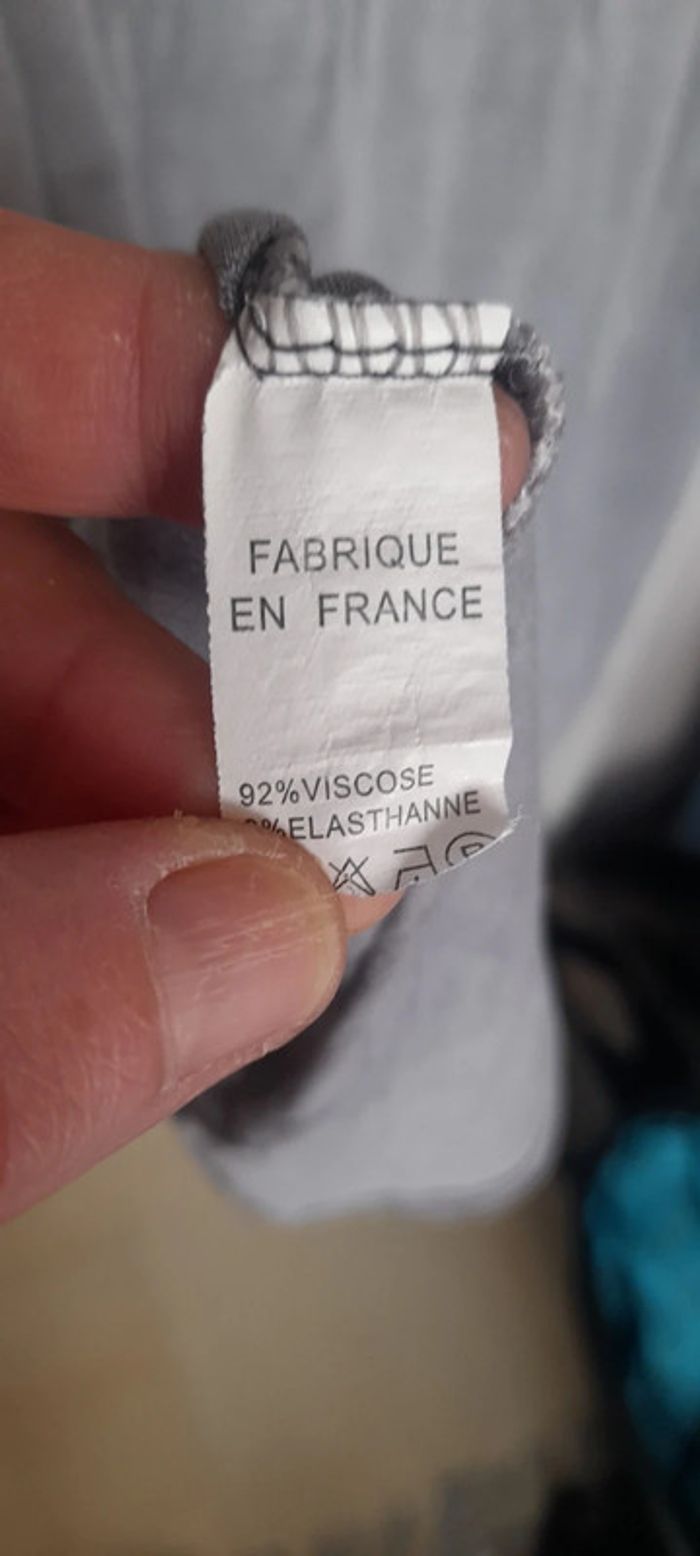 FABRIQUE
EN FRANCE
92%VISCOSE
%ELASTHANNE